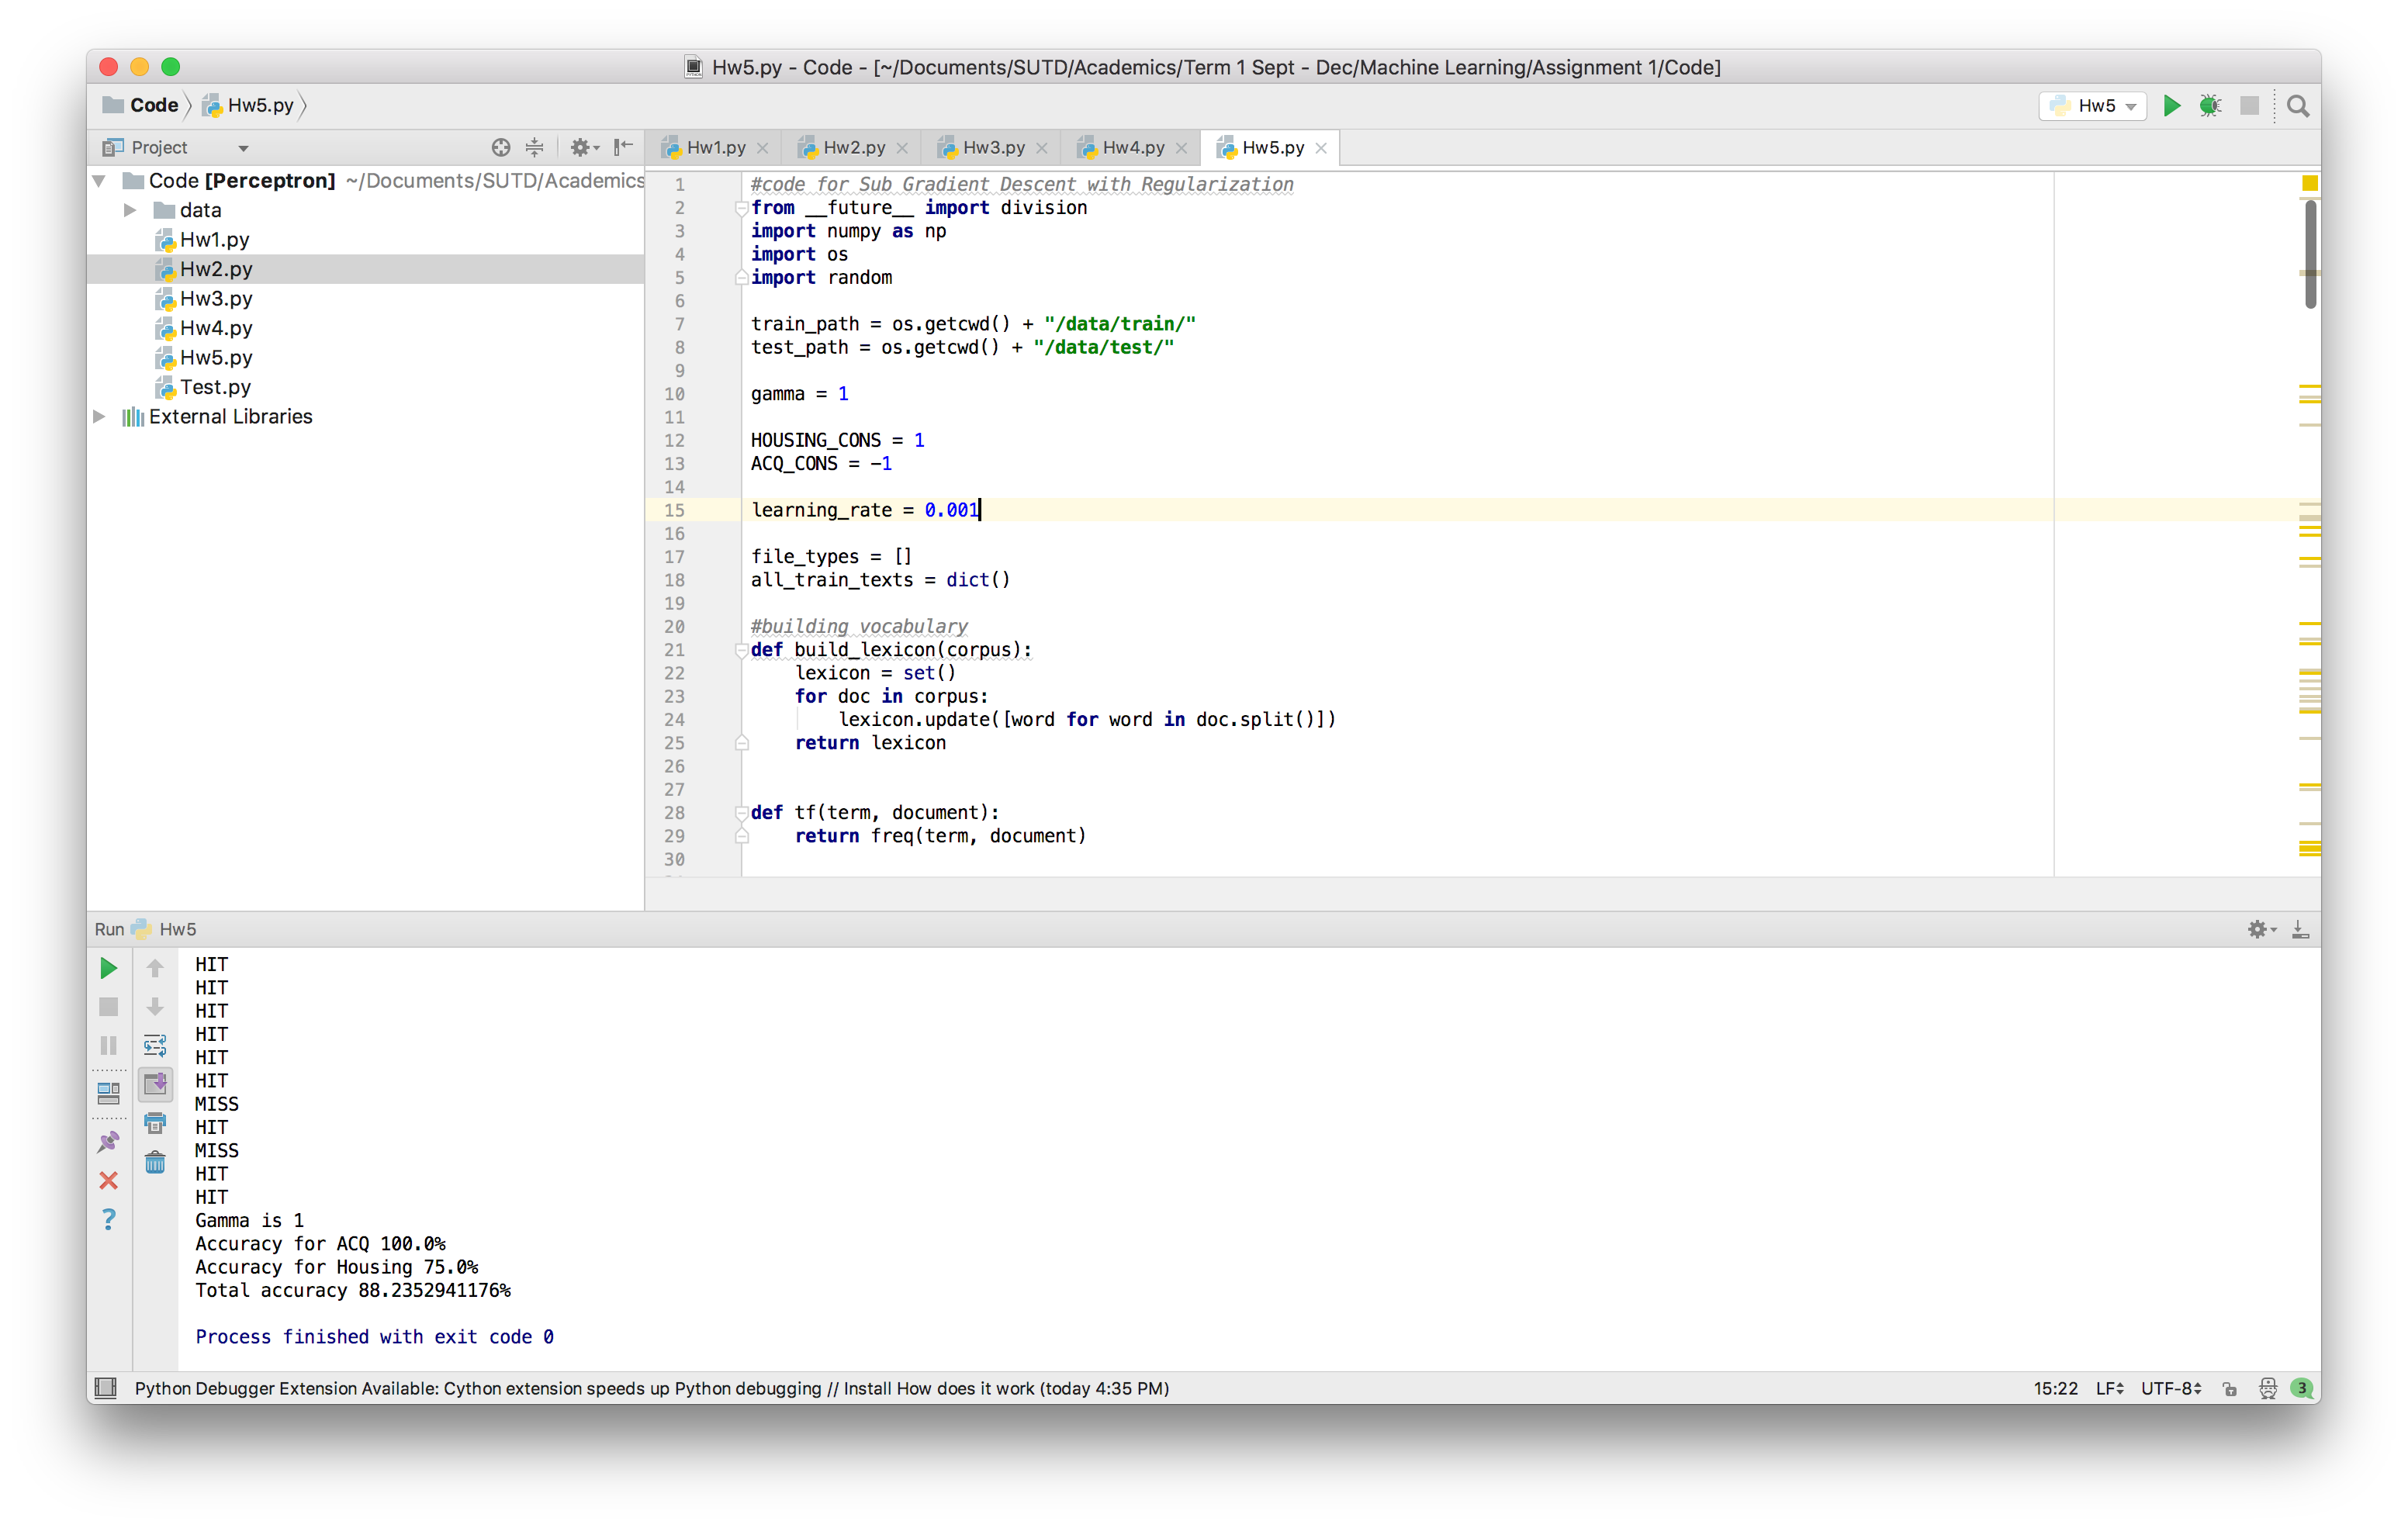 Hw5.py - Code - [~/Documents/SUTD/Academics/Term 1 Sept - Dec/Machine Learning/Assignment 1/Code]
Code Hw5.py Hw5
Project Hw1.py Hw2.py Hw3.py Hw4.py Hw5.py
Code [Perceptron] ~/Documents/SUTD/Academics
data
Hw1.py
Hw2.py
Hw3.py
Hw4.py
Hw5.py
Test.py
External Libraries
1 #code for Sub Gradient Descent with Regularization
2 from __future__ import division
3 import numpy as np
4 import os
5 import random
6
7 train_path = os.getcwd() + "/data/train/"
8 test_path = os.getcwd() + "/data/test/"
9
10 gamma = 1
11
12 HOUSING_CONS = 1
13 ACQ_CONS = -1
14
15 learning_rate = 0.001
16
17 file_types = []
18 all_train_texts = dict()
19
20 #building vocabulary
21 def build_lexicon(corpus):
22     lexicon = set()
23     for doc in corpus:
24         lexicon.update([word for word in doc.split()])
25     return lexicon
26
27
28 def tf(term, document):
29     return freq(term, document)
30
Run Hw5
HIT
HIT
HIT
HIT
HIT
HIT
MISS
HIT
MISS
HIT
HIT
Gamma is 1
Accuracy for ACQ 100.0%
Accuracy for Housing 75.0%
Total accuracy 88.2352941176%
Process finished with exit code 0
Python Debugger Extension Available: Cython extension speeds up Python debugging // Install How does it work (today 4:35 PM) 15:22 LF UTF-8 3